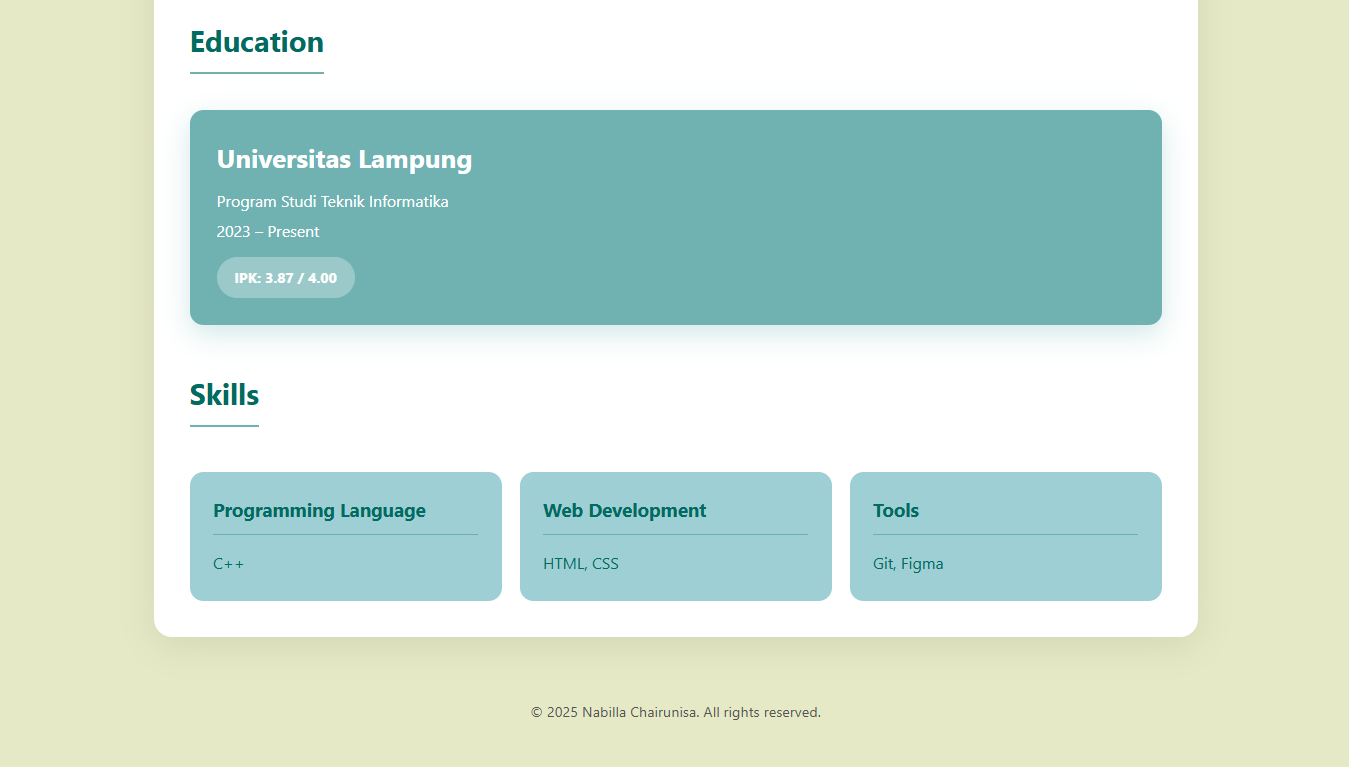 Education
Universitas Lampung
Program Studi Teknik Informatika
2023 – Present
IPK: 3.87 / 4.00
Skills
Programming Language
C++
Web Development
HTML, CSS
Tools
Git, Figma
© 2025 Nabilla Chairunisa. All rights reserved.